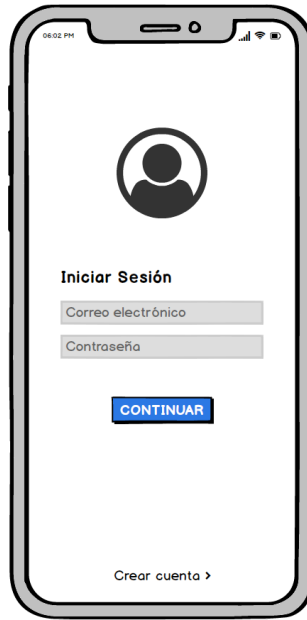 06:02 PM
Iniciar Sesión
Correo electrónico
Contraseña
CONTINUAR
Crear cuenta >